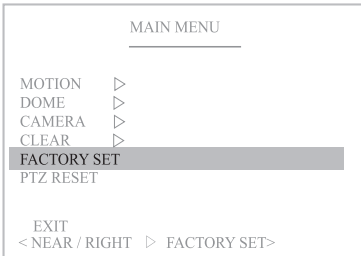 MAIN MENU
MOTION ▷
DOME ▷
CAMERA ▷
CLEAR ▷
FACTORY SET
PTZ RESET
EXIT
< NEAR / RIGHT ▷ FACTORY SET>